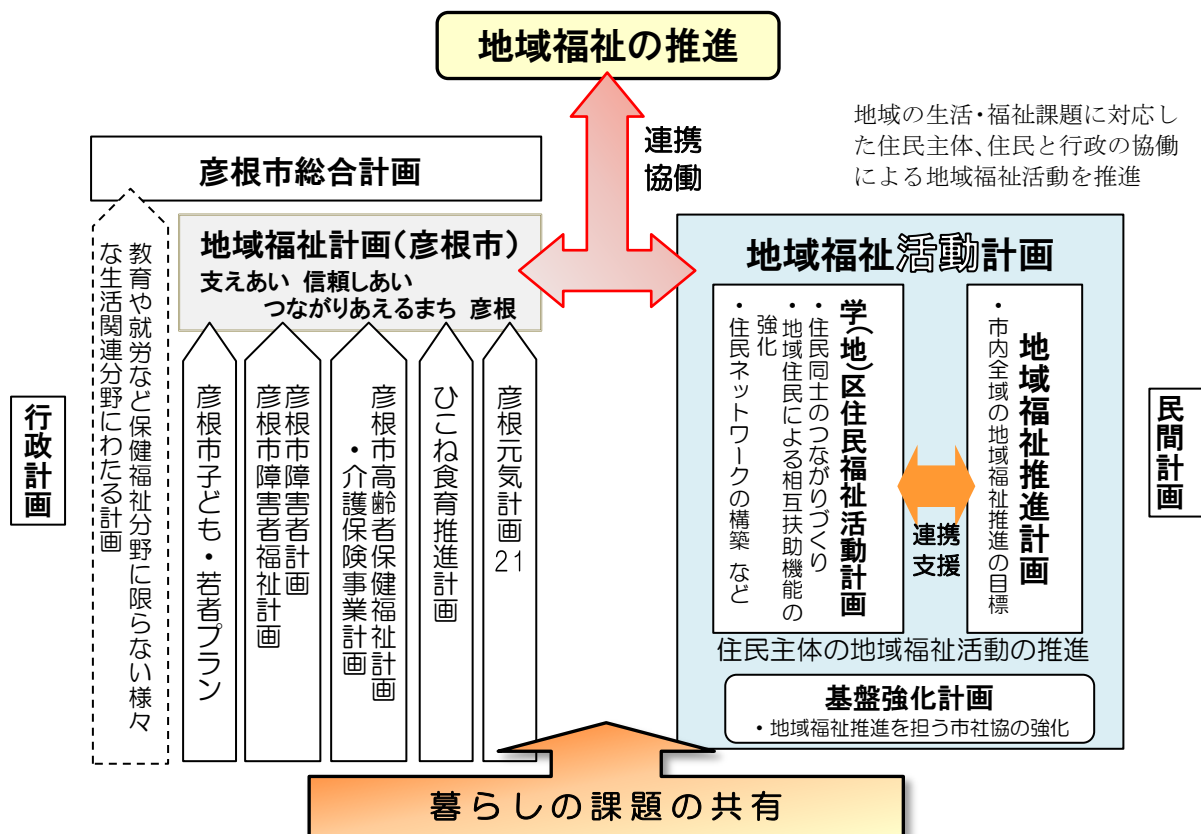 地域福祉の推進
連携
協働
地域の生活・福祉課題に対応し
た住民主体、住民と行政の協働
による地域福祉活動を推進
彦根市総合計画
地域福祉計画(彦根市)
支えあい 信頼しあい
つながりあえるまち 彦根
行政計画
教育や就労など保健福祉分野に限らない様々
な生活関連分野にわたる計画
彦根市子ども・若者プラン
彦根市障害者計画
彦根市障害者福祉計画
彦根市高齢者保健福祉計画
・介護保険事業計画
ひこね食育推進計画
彦根元気計画21
地域福祉活動計画
学(地)区住民福祉活動計画
・住民同士のつながりづくり
・地域住民による相互扶助機能の
強化
・住民ネットワークの構築 など
連携
支援
地域福祉推進計画
・市内全域の地域福祉推進の目標
民間計画
住民主体の地域福祉活動の推進
基盤強化計画
・地域福祉推進を担う市社協の強化
暮らしの課題の共有